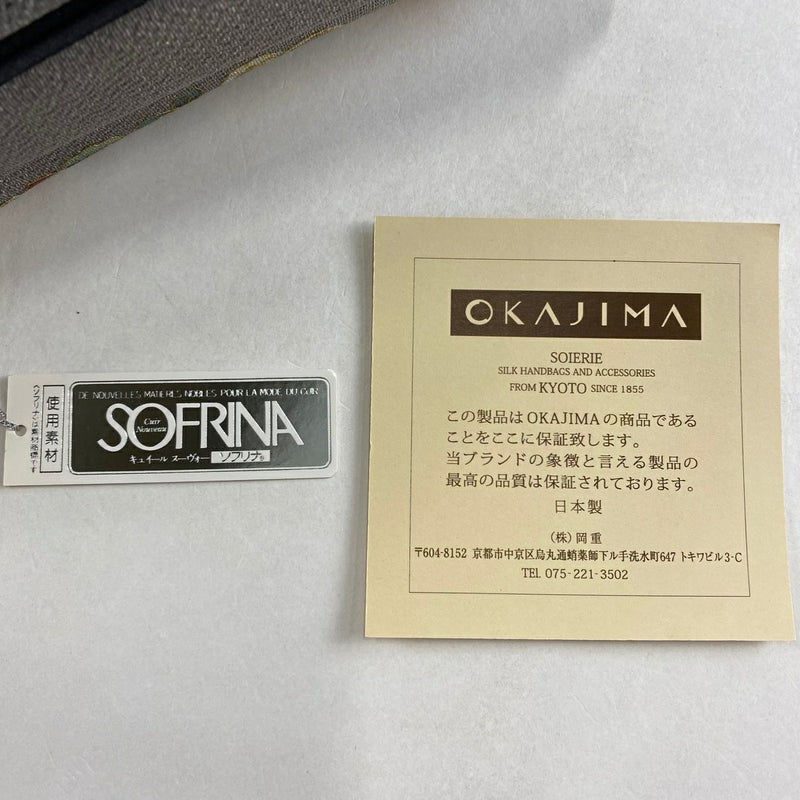 使用素材
(ソフリナは素材商標です)
DE NOUVELLES MATIERES NOBLES POUR LA MODE DU CUIR
SOFRINA
Cuir
Nouveau
キュイール ヌーヴォー ソフリナ®
OKAJIMA
SOIERIE
SILK HANDBAGS AND ACCESSORIES
FROM KYOTO SINCE 1855
この製品はOKAJIMAの商品である
ことをここに保証致します。
当ブランドの象徴と言える製品の
最高の品質は保証されております。
日本製
(株)岡重
〒604-8152 京都市中京区烏丸通蛸薬師下ル手洗水町647 トキワビル3-C
TEL 075-221-3502